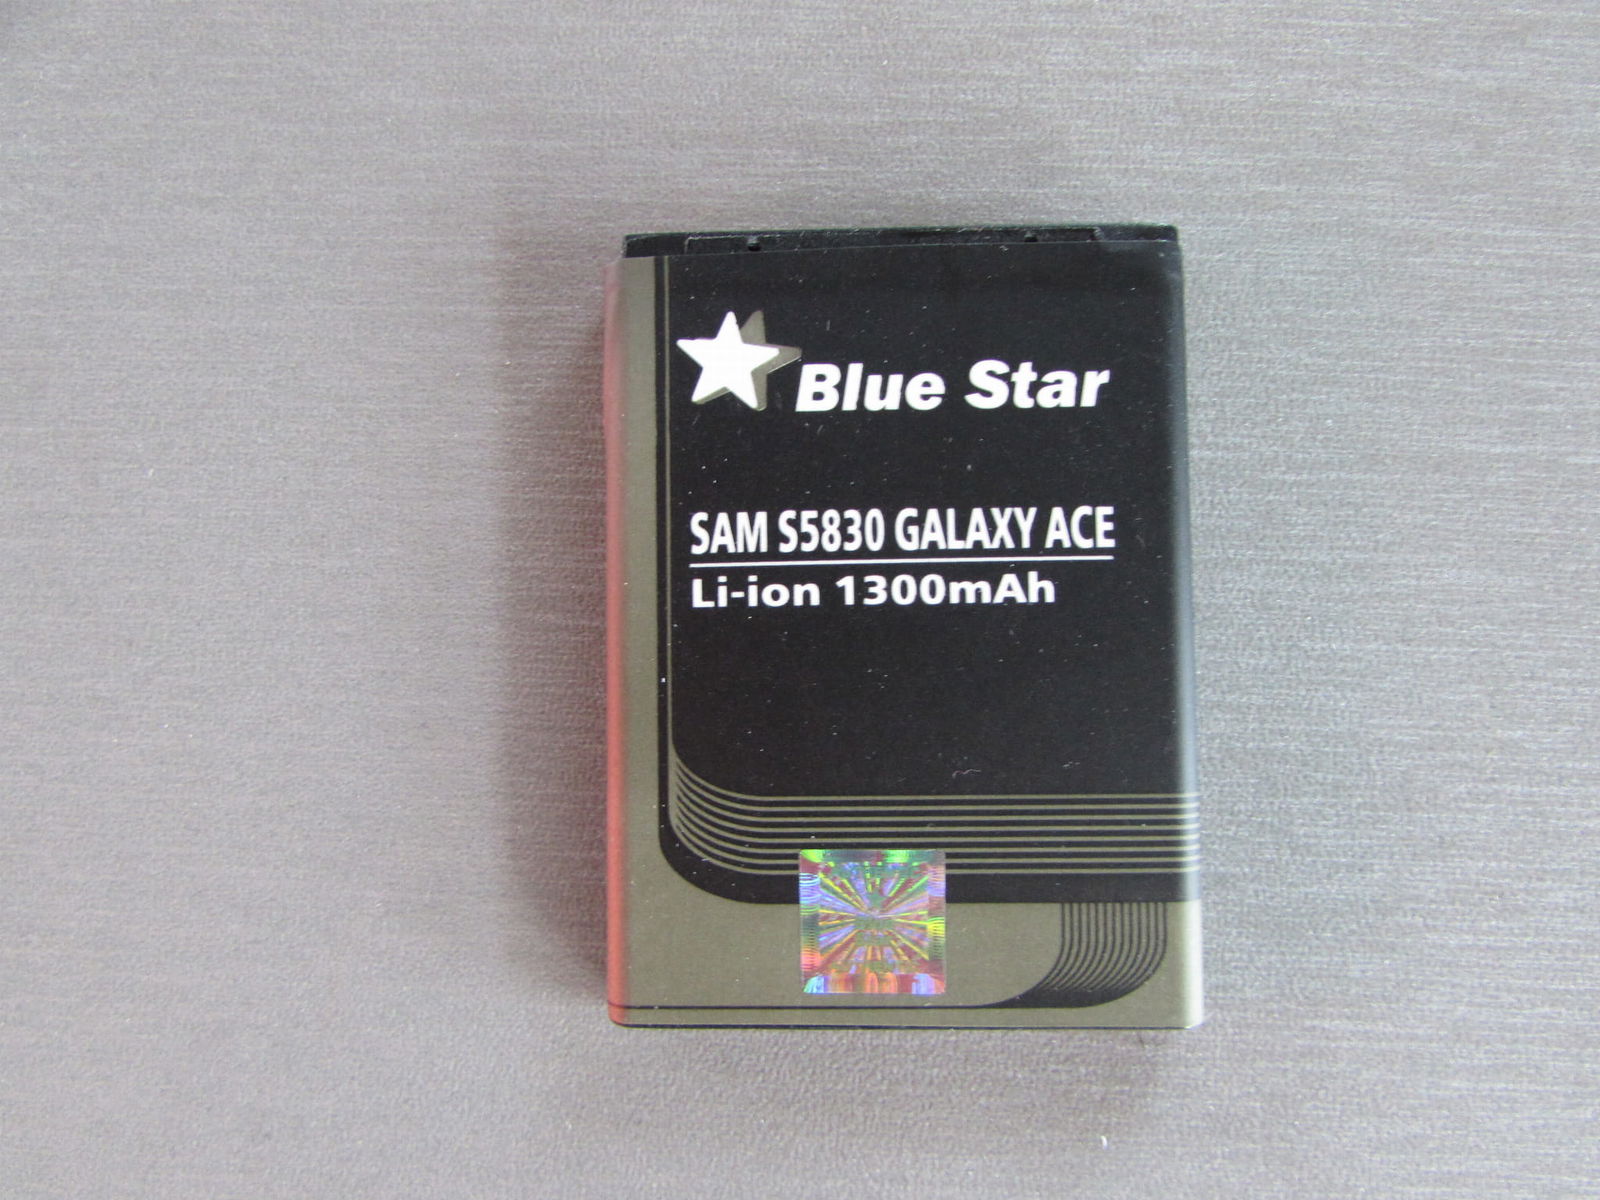 Blue Star
SAM S5830 GALAXY ACE
Li-ion 1300mAh